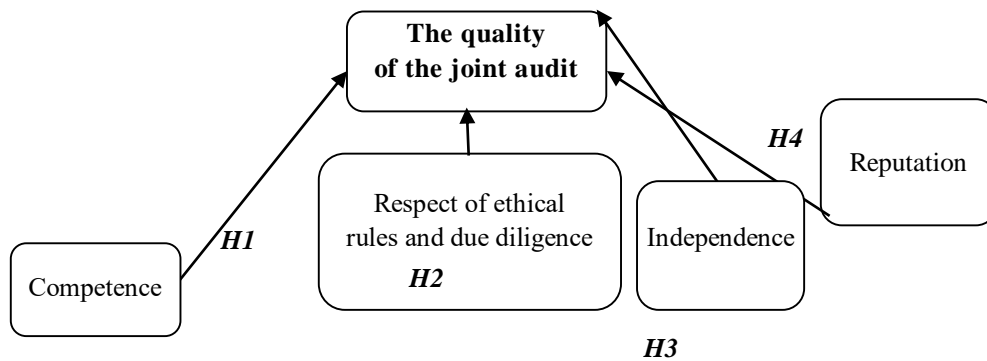 The quality
of the joint audit
H4
Reputation
Respect of ethical
rules and due diligence
Independence
H1
H2
Competence
H3